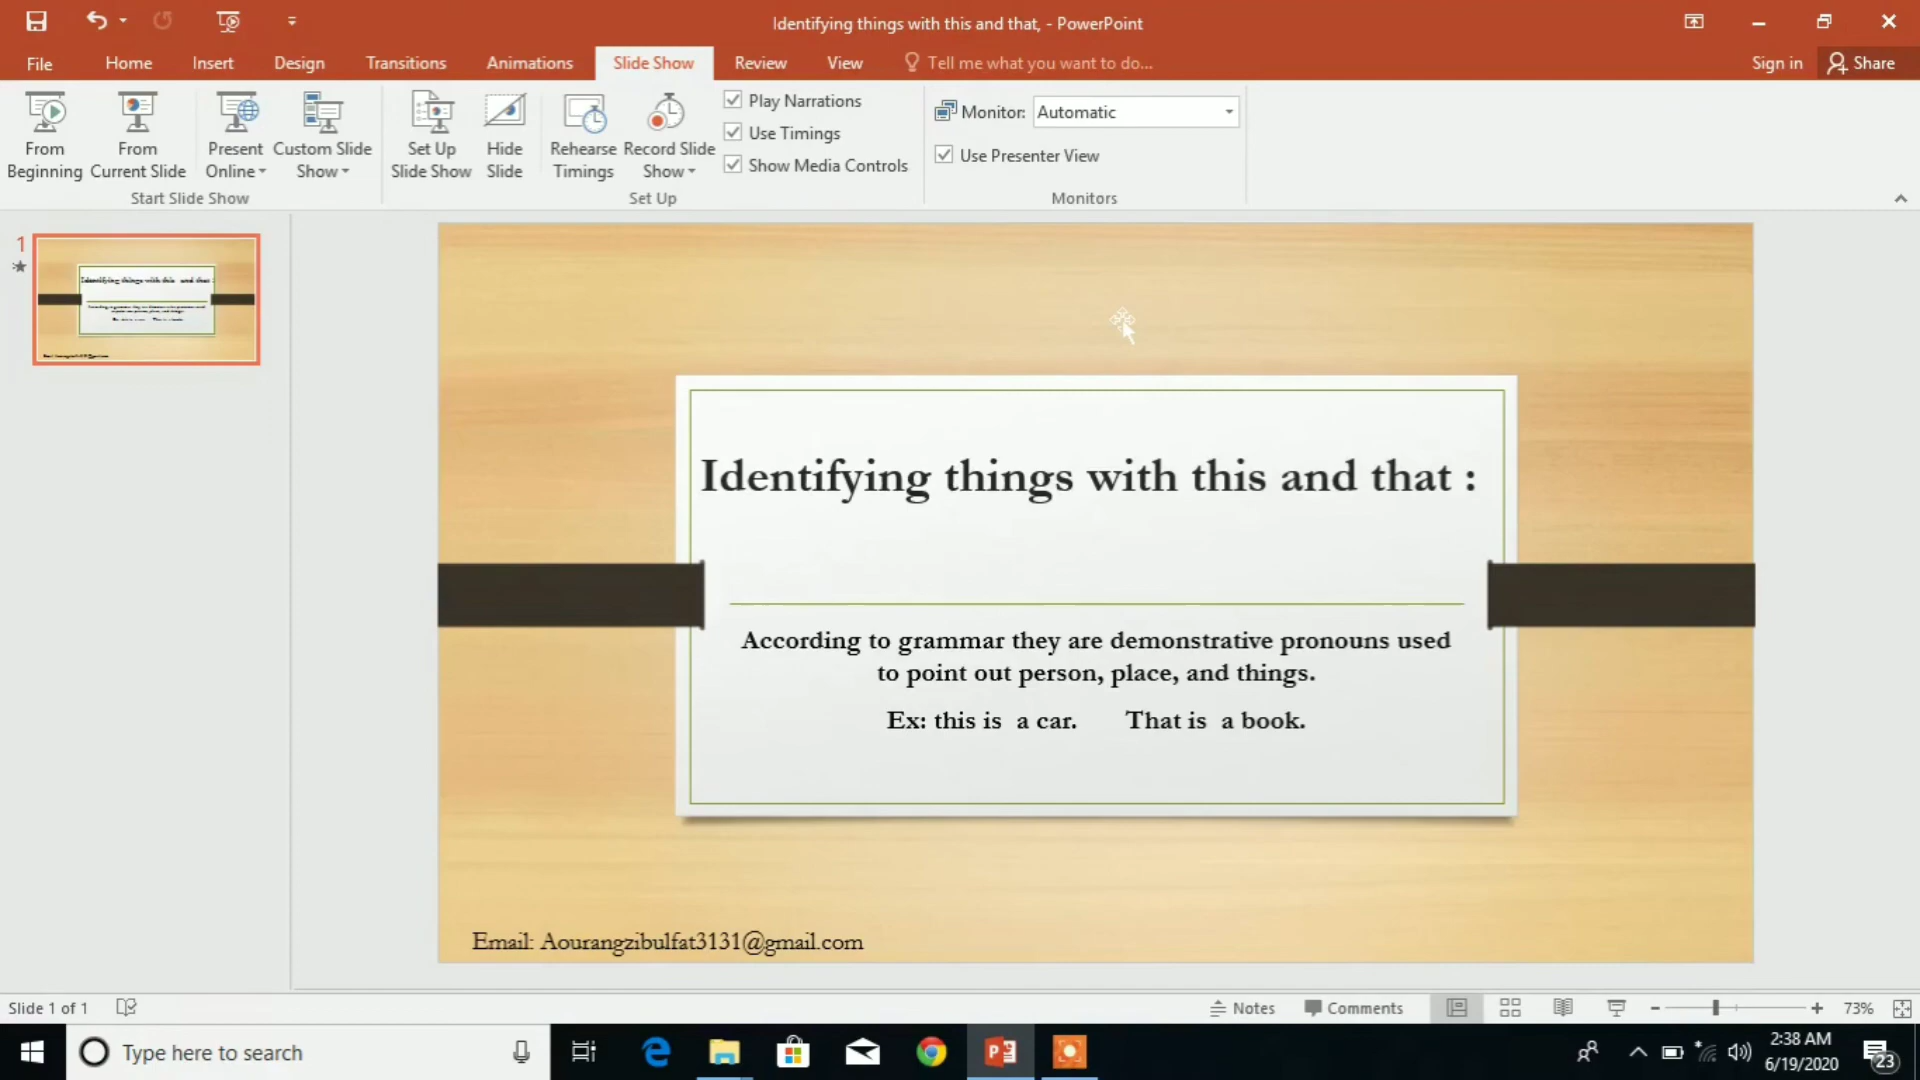 Identifying things with this and that, - PowerPoint
File Home Insert Design Transitions Animations Slide Show Review View Tell me what you want to do... Sign in Share
From Beginning
From Current Slide
Present Online
Custom Slide Show
Start Slide Show
Set Up Slide Show
Hide Slide
Rehearse Timings
Record Slide Show
Play Narrations
Use Timings
Show Media Controls
Set Up
Monitor: Automatic
Use Presenter View
Monitors
1
Identifying things with this and that :
According to grammar they are demonstrative pronouns used
to point out person, place, and things.
Ex: this is a car. That is a book.
Email: Aourangzibulfat3131@gmail.com
Slide 1 of 1 Notes Comments 73%
Type here to search
2:38 AM
6/19/2020
23